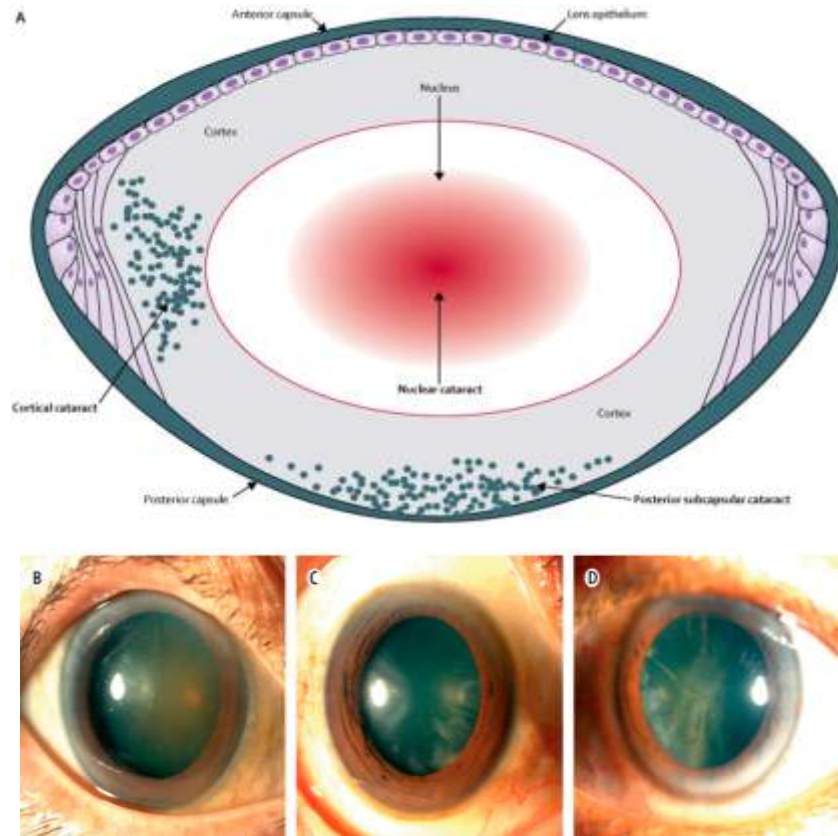 A
Anterior capsule
Lens epithelium
Nucleus
Cortex
Nuclear cataract
Cortical cataract
Cortex
Posterior capsule
Posterior subcapsular cataract
B
C
D